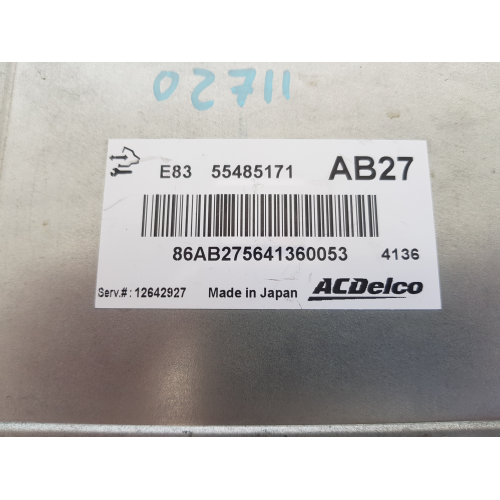 02711
E83 55485171 AB27
86AB275641360053 4136
Serv.#: 12642927 Made in Japan ACDelco